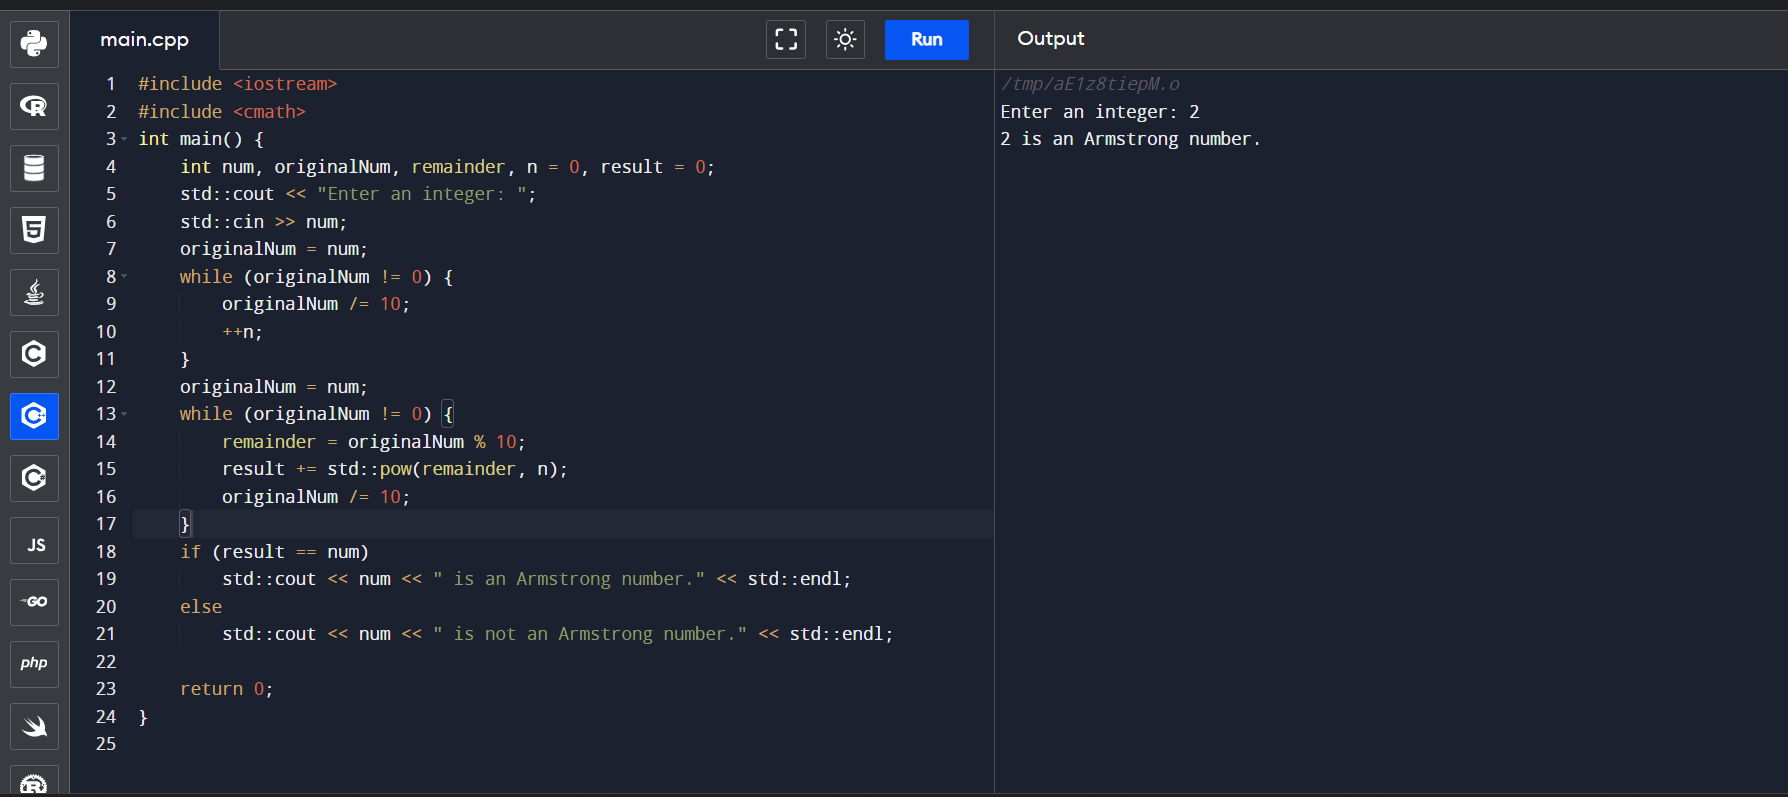 main.cpp
Run
Output
1 #include <iostream>
2 #include <cmath>
3 int main() {
4     int num, originalNum, remainder, n = 0, result = 0;
5     std::cout << "Enter an integer: ";
6     std::cin >> num;
7     originalNum = num;
8     while (originalNum != 0) {
9         originalNum /= 10;
10         ++n;
11     }
12     originalNum = num;
13     while (originalNum != 0) {
14         remainder = originalNum % 10;
15         result += std::pow(remainder, n);
16         originalNum /= 10;
17     }
18     if (result == num)
19         std::cout << num << " is an Armstrong number." << std::endl;
20     else
21         std::cout << num << " is not an Armstrong number." << std::endl;
22
23     return 0;
24 }
25
/tmp/aE1z8tiepM.o
Enter an integer: 2
2 is an Armstrong number.
R
5
C
C++
C
JS
GO
php
R